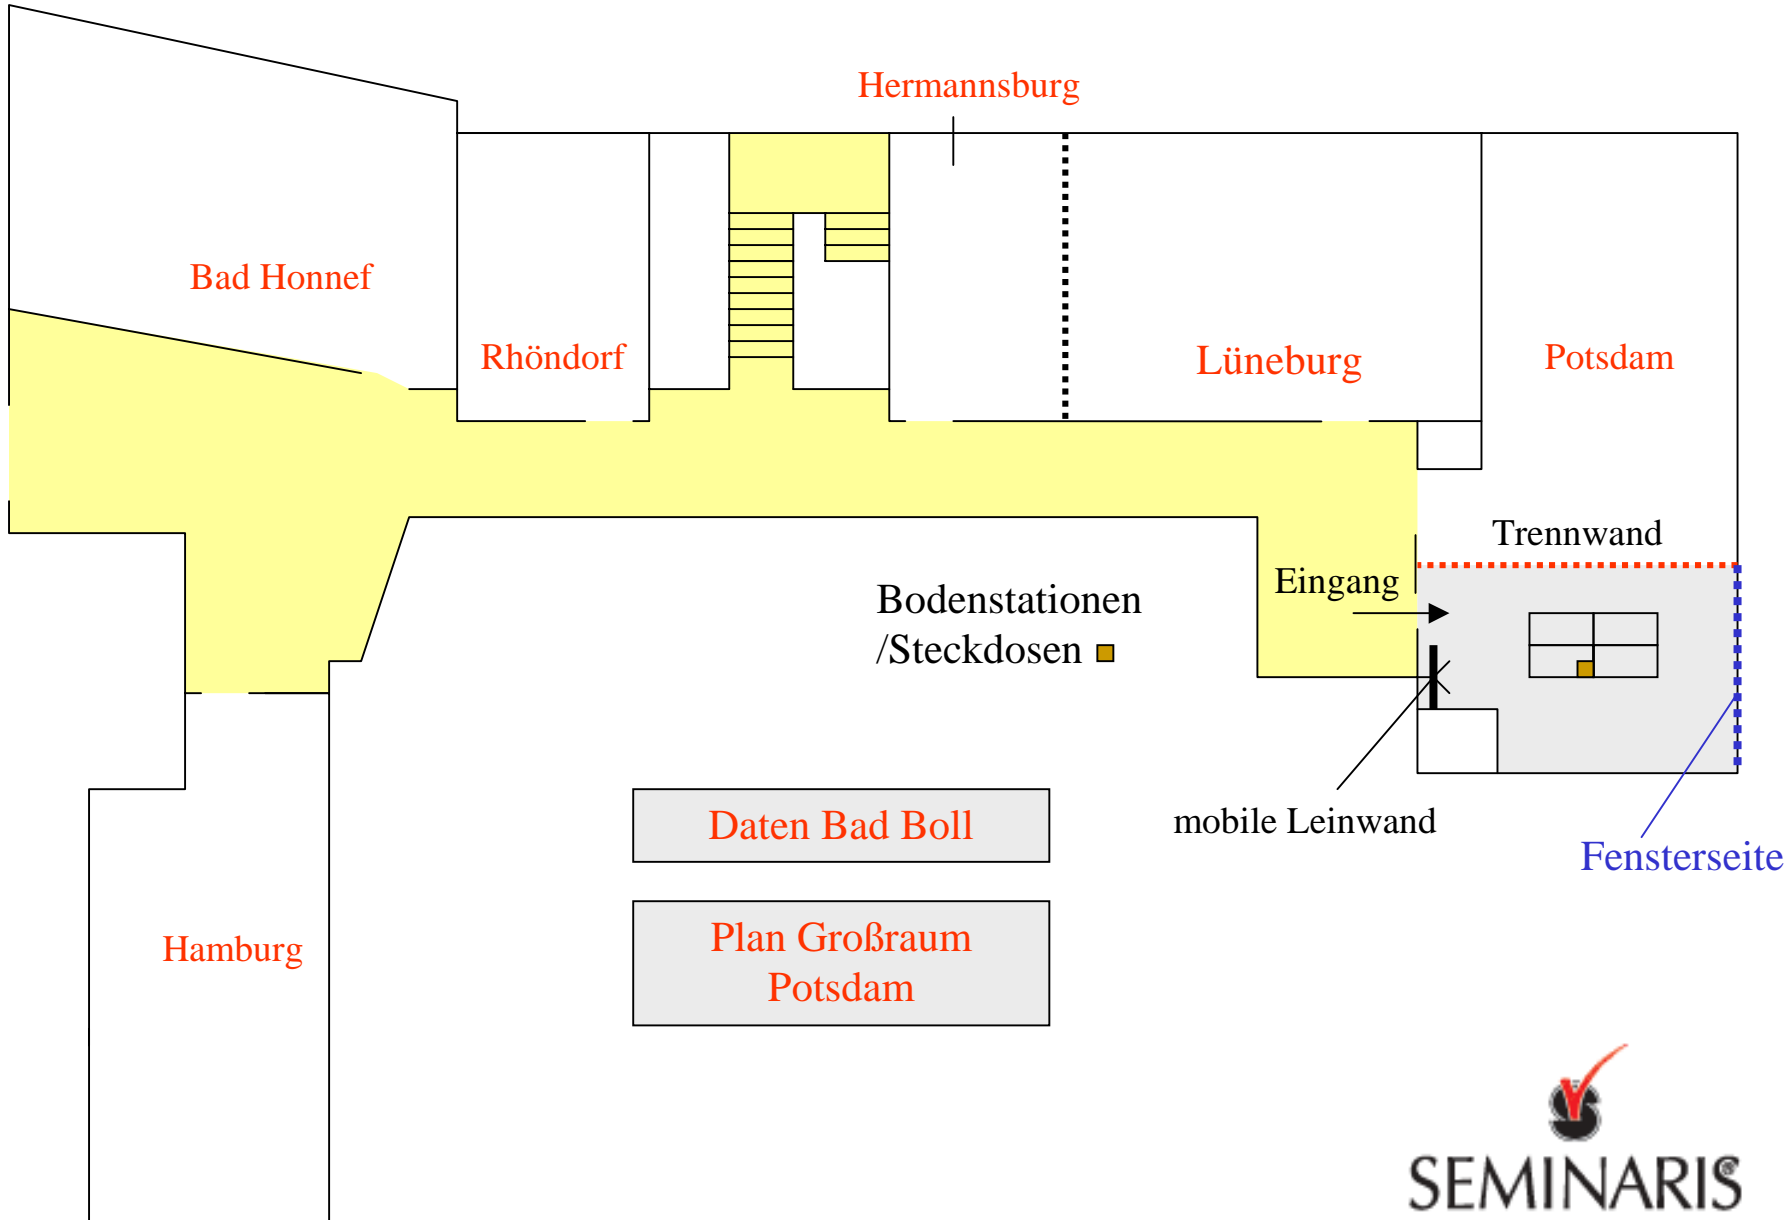 Hermannsburg
Bad Honnef
Rhöndorf
Lüneburg
Potsdam
Trennwand
Eingang
Bodenstationen
/Steckdosen
mobile Leinwand
Fensterseite
Daten Bad Boll
Plan Großraum
Potsdam
Hamburg
SEMINARIS®